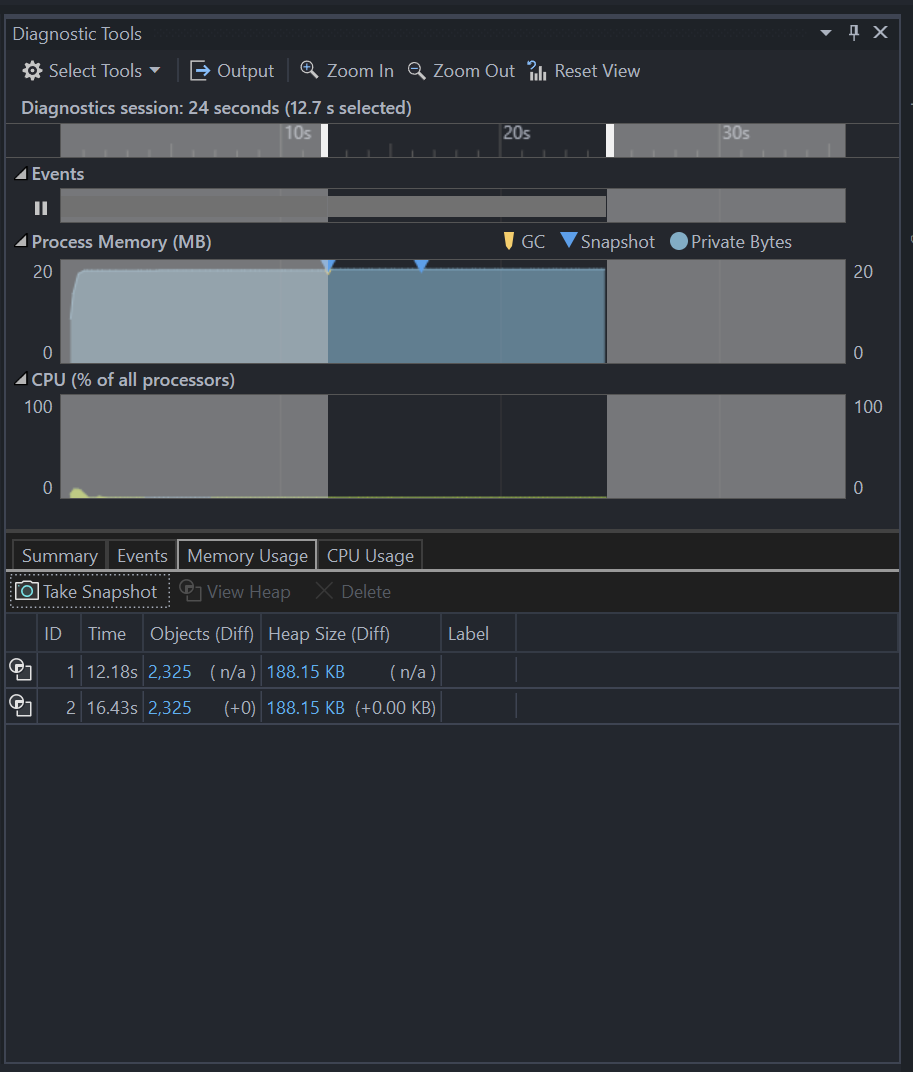 Diagnostic Tools
Select Tools Output Zoom In Zoom Out Reset View
Diagnostics session: 24 seconds (12.7 s selected)
10s 20s 30s
Events
Process Memory (MB) GC Snapshot Private Bytes
20 20
0 0
CPU (% of all processors)
100 100
0 0
Summary Events Memory Usage CPU Usage
Take Snapshot View Heap Delete
ID Time Objects (Diff) Heap Size (Diff) Label
1 12.18s 2,325 ( n/a ) 188.15 KB ( n/a )
2 16.43s 2,325 (+0) 188.15 KB (+0.00 KB)